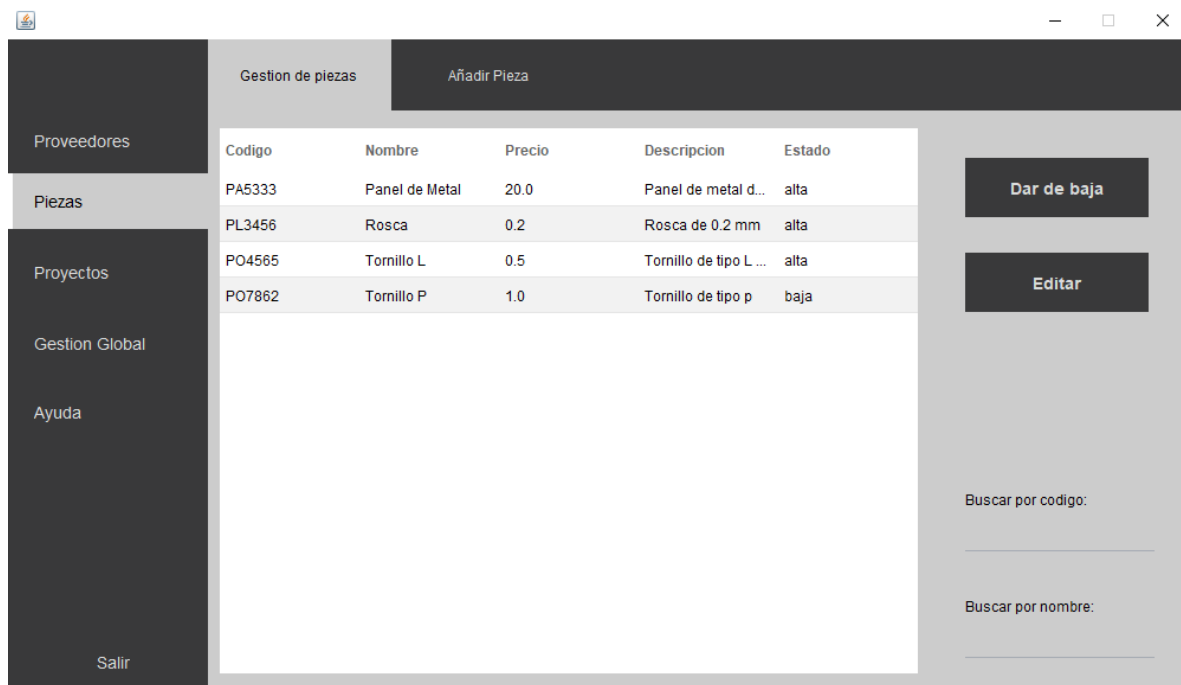 Gestion de piezas Añadir Pieza
Proveedores
Piezas
Proyectos
Gestion Global
Ayuda
Salir
Codigo Nombre Precio Descripcion Estado
PA5333 Panel de Metal 20.0 Panel de metal d... alta
PL3456 Rosca 0.2 Rosca de 0.2 mm alta
PO4565 Tornillo L 0.5 Tornillo de tipo L ... alta
PO7862 Tornillo P 1.0 Tornillo de tipo p baja
Dar de baja
Editar
Buscar por codigo:
Buscar por nombre: